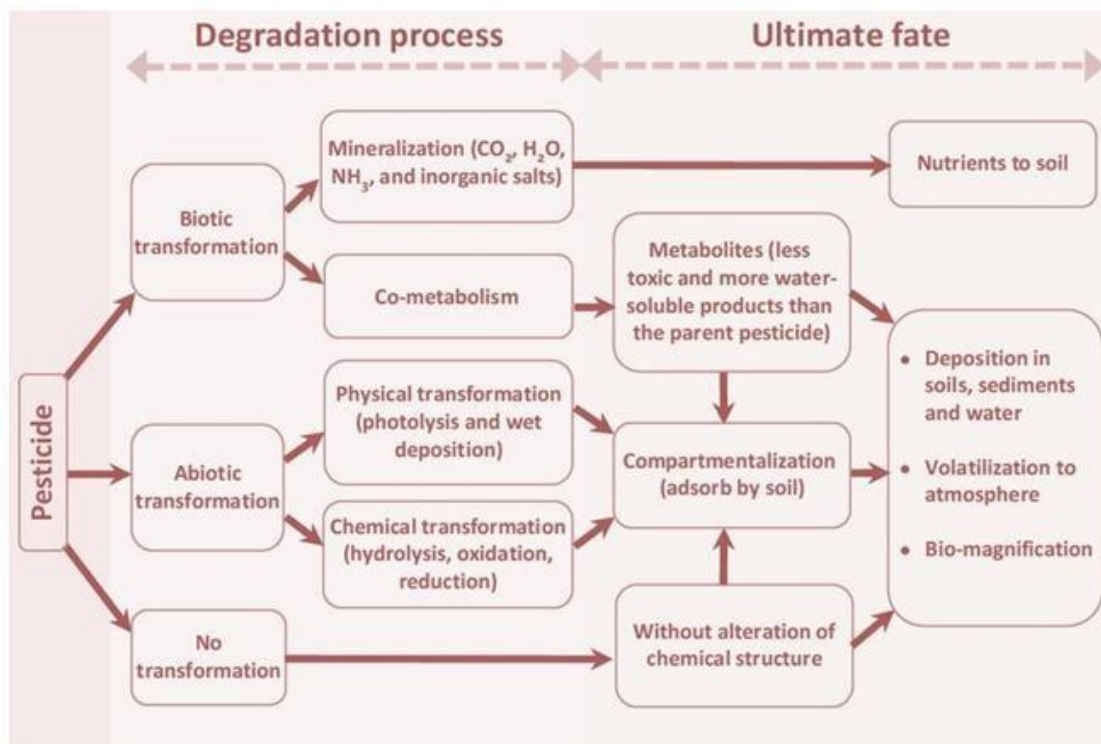 Degradation process
Ultimate fate
Pesticide
Biotic
transformation
Mineralization (CO₂, H₂O,
NH₃, and inorganic salts)
Nutrients to soil
Co-metabolism
Metabolites (less
toxic and more water-
soluble products than
the parent pesticide)
Abiotic
transformation
Physical transformation
(photolysis and wet
deposition)
Chemical transformation
(hydrolysis, oxidation,
reduction)
Compartmentalization
(adsorb by soil)
• Deposition in
soils, sediments
and water
• Volatilization to
atmosphere
• Bio-magnification
No
transformation
Without alteration of
chemical structure